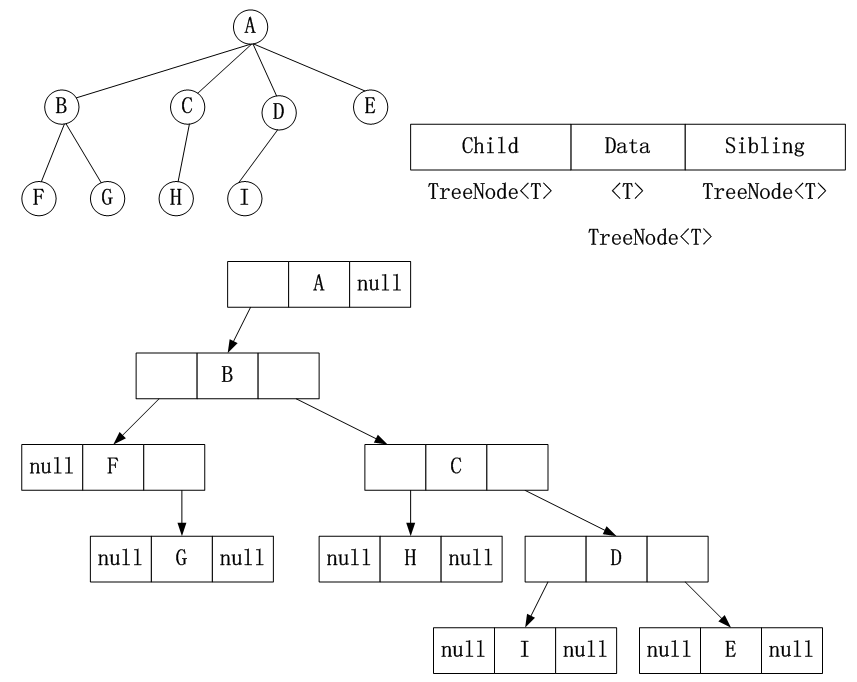 A
B C D E
F G H I
Child Data Sibling
TreeNode<T> <T> TreeNode<T>
TreeNode<T>
A null
B
null F
C
null G null
null H null
D
null I null
null E null